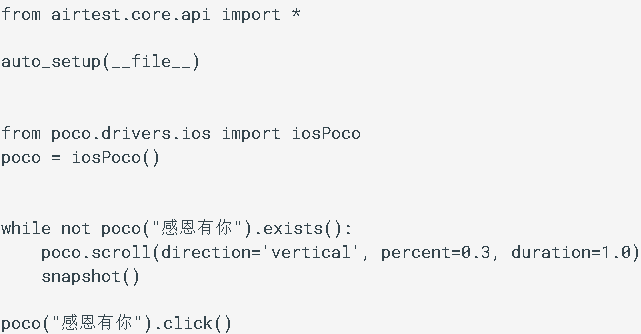 from airtest.core.api import *
auto_setup(__file__)
from poco.drivers.ios import iosPoco
poco = iosPoco()
while not poco("感恩有你").exists():
    poco.scroll(direction='vertical', percent=0.3, duration=1.0)
    snapshot()
poco("感恩有你").click()